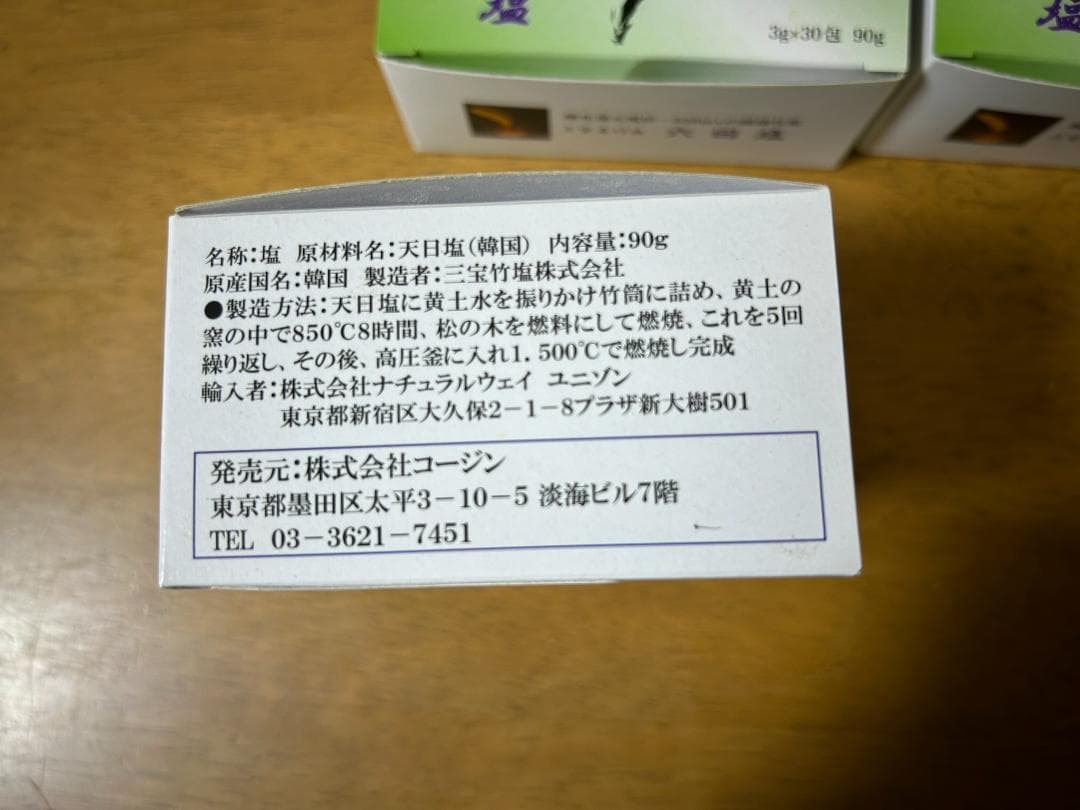 塩
3g×30包 90g
塩
名称：塩 原材料名：天日塩（韓国） 内容量：90g
原産国名：韓国 製造者：三宝竹塩株式会社
●製造方法：天日塩に黄土水を振りかけ竹筒に詰め、黄土の
窯の中で850℃8時間、松の木を燃料にして燃焼、これを5回
繰り返し、その後、高圧釜に入れ1．500℃で燃焼し完成
輸入者：株式会社ナチュラルウェイ ユニゾン
東京都新宿区大久保2－1－8プラザ新大樹501
発売元：株式会社コージン
東京都墨田区太平3－10－5 淡海ビル7階
TEL 03－3621－7451